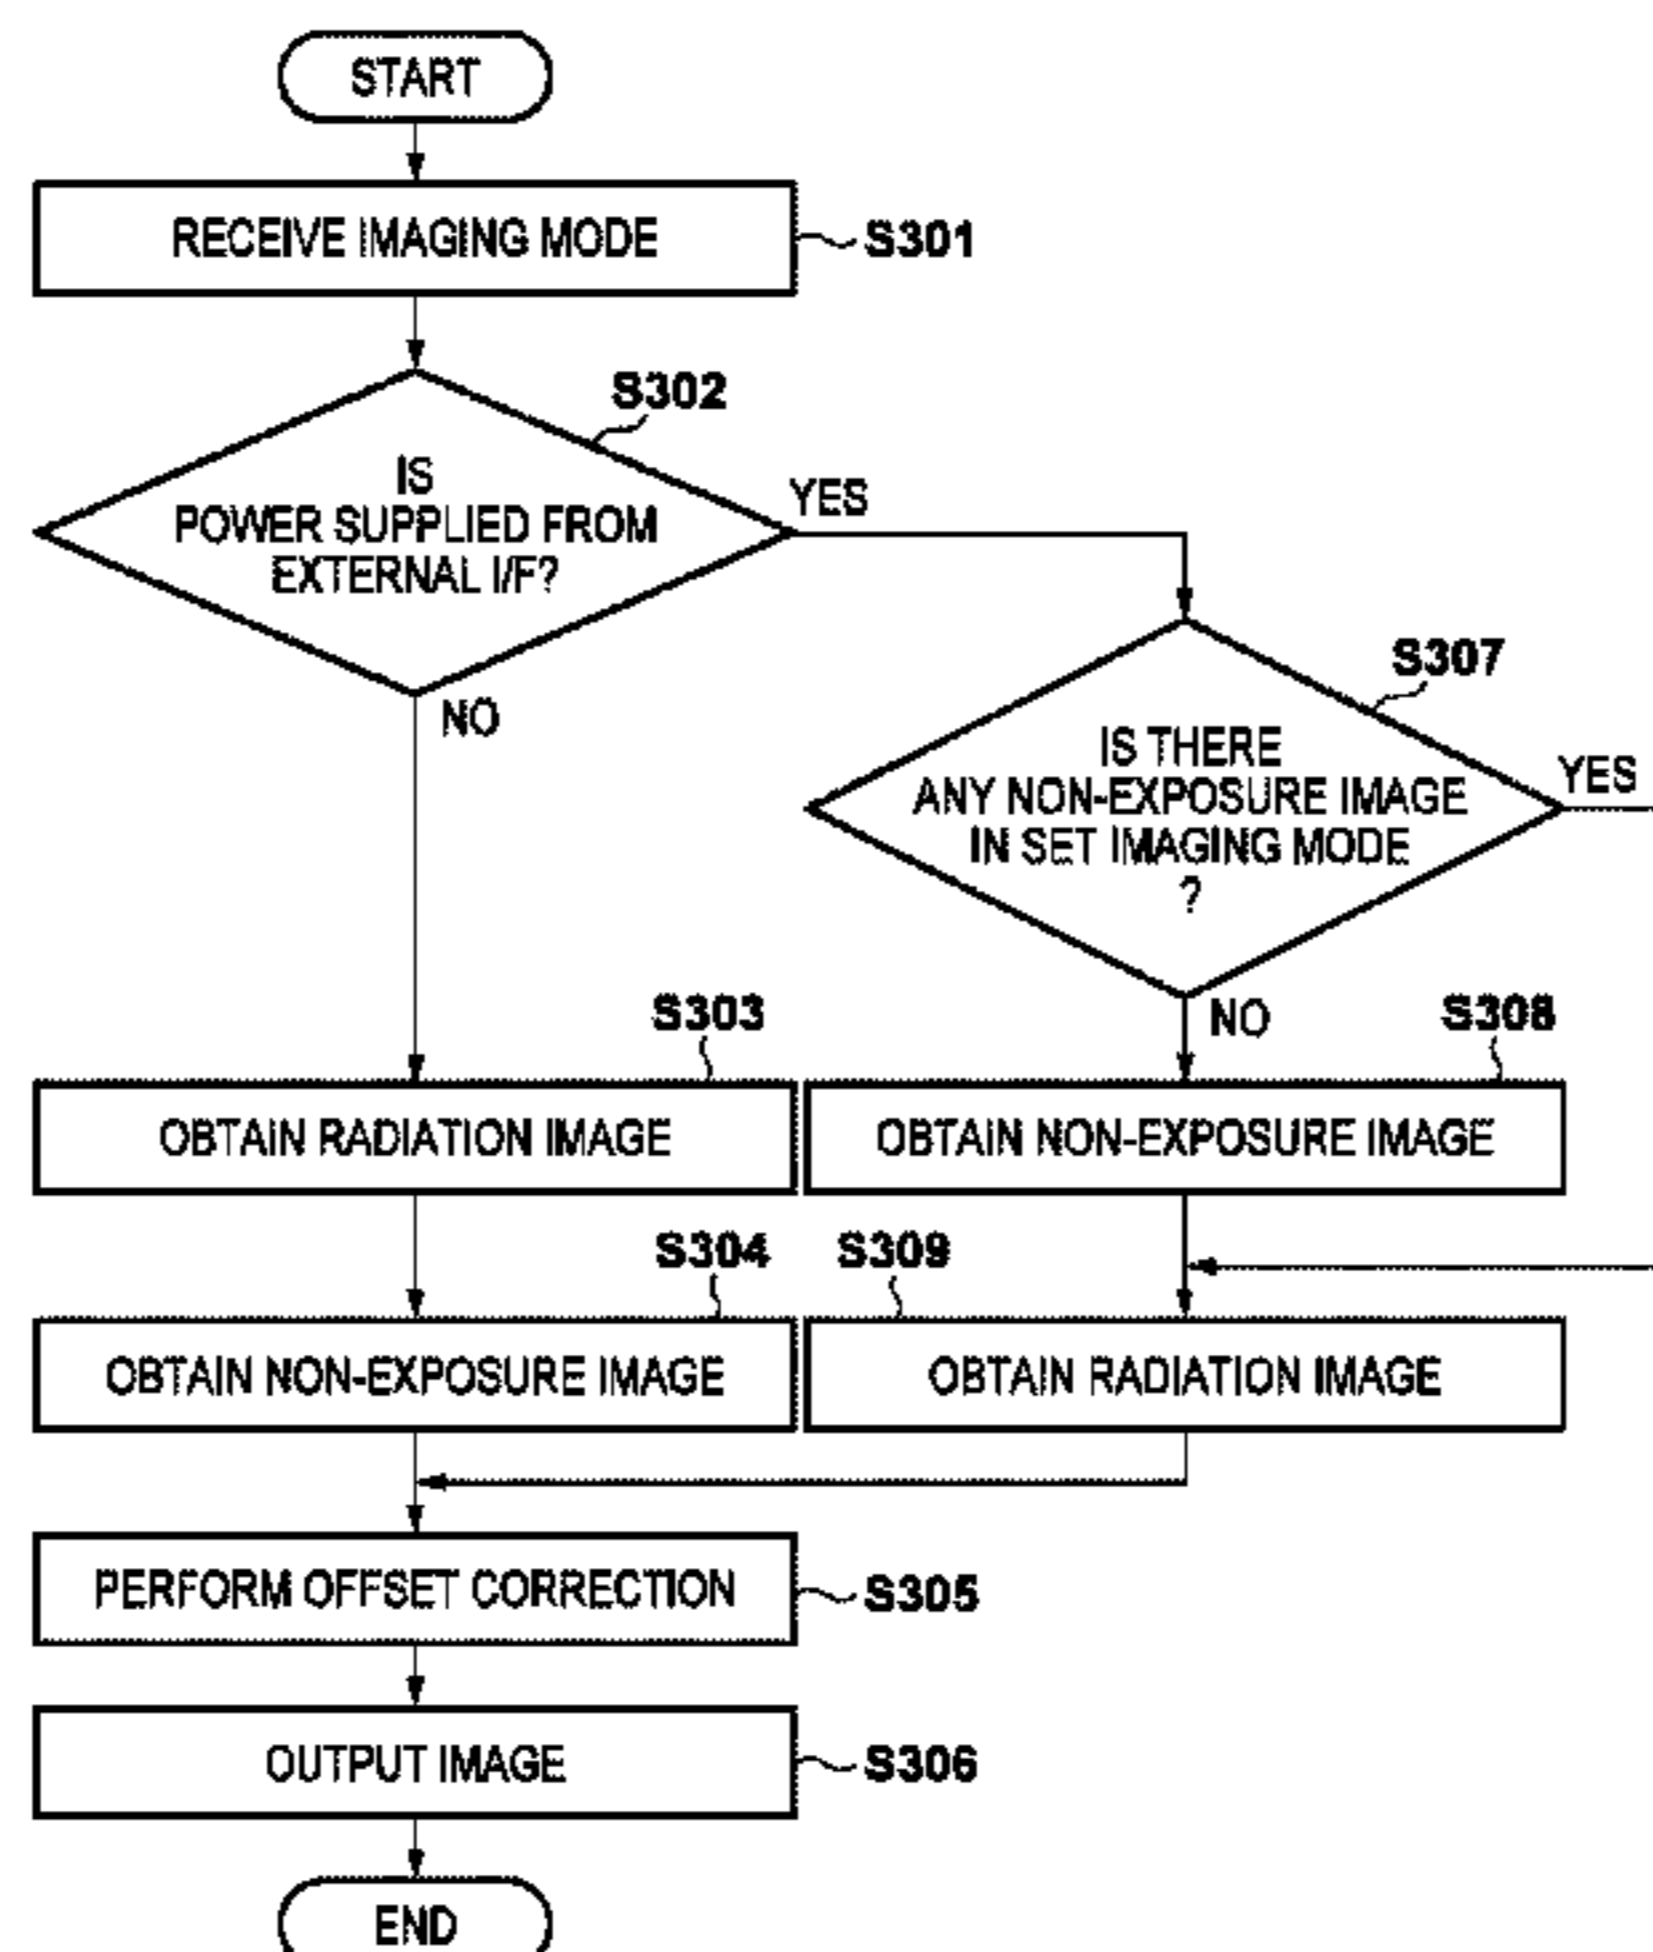 START
RECEIVE IMAGING MODE
S301
S302
IS
POWER SUPPLIED FROM
EXTERNAL I/F?
YES
NO
S307
IS THERE
ANY NON-EXPOSURE IMAGE
IN SET IMAGING MODE
?
YES
NO
S303
OBTAIN RADIATION IMAGE
S308
OBTAIN NON-EXPOSURE IMAGE
S304
OBTAIN NON-EXPOSURE IMAGE
S309
OBTAIN RADIATION IMAGE
PERFORM OFFSET CORRECTION
S305
OUTPUT IMAGE
S306
END